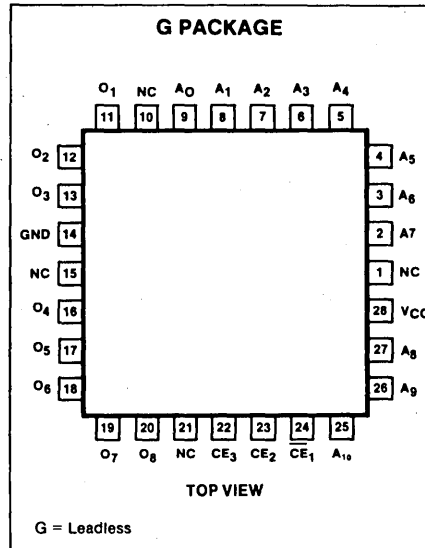 G PACKAGE
O1 NC A0 A1 A2 A3 A4
11 10 9 8 7 6 5
O2 12 4 A5
O3 13 3 A6
GND 14 2 A7
NC 15 1 NC
O4 16 28 VCC
O5 17 27 A8
O6 18 26 A9
19 20 21 22 23 24 25
O7 O8 NC CE3 CE2 C̅E̅1 A10
TOP VIEW
G = Leadless